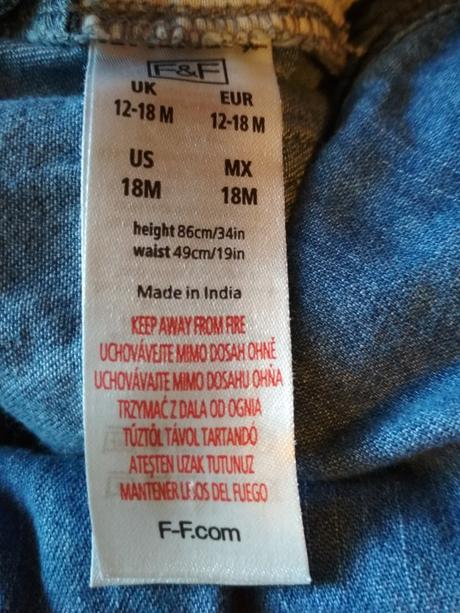 F&F
UK EUR
12-18 M 12-18 M
US MX
18M 18M
height 86cm/34in
waist 49cm/19in
Made in India
KEEP AWAY FROM FIRE
UCHOVÁVEJTE MIMO DOSAH OHNĚ
UCHOVÁVAJTE MIMO DOSAHU OHŇA
TRZYMAĆ Z DALA OD OGNIA
TŰZTŐL TÁVOL TARTANDÓ
ATEŞTEN UZAK TUTUNUZ
MANTENER DEL FUEGO
F-F.com